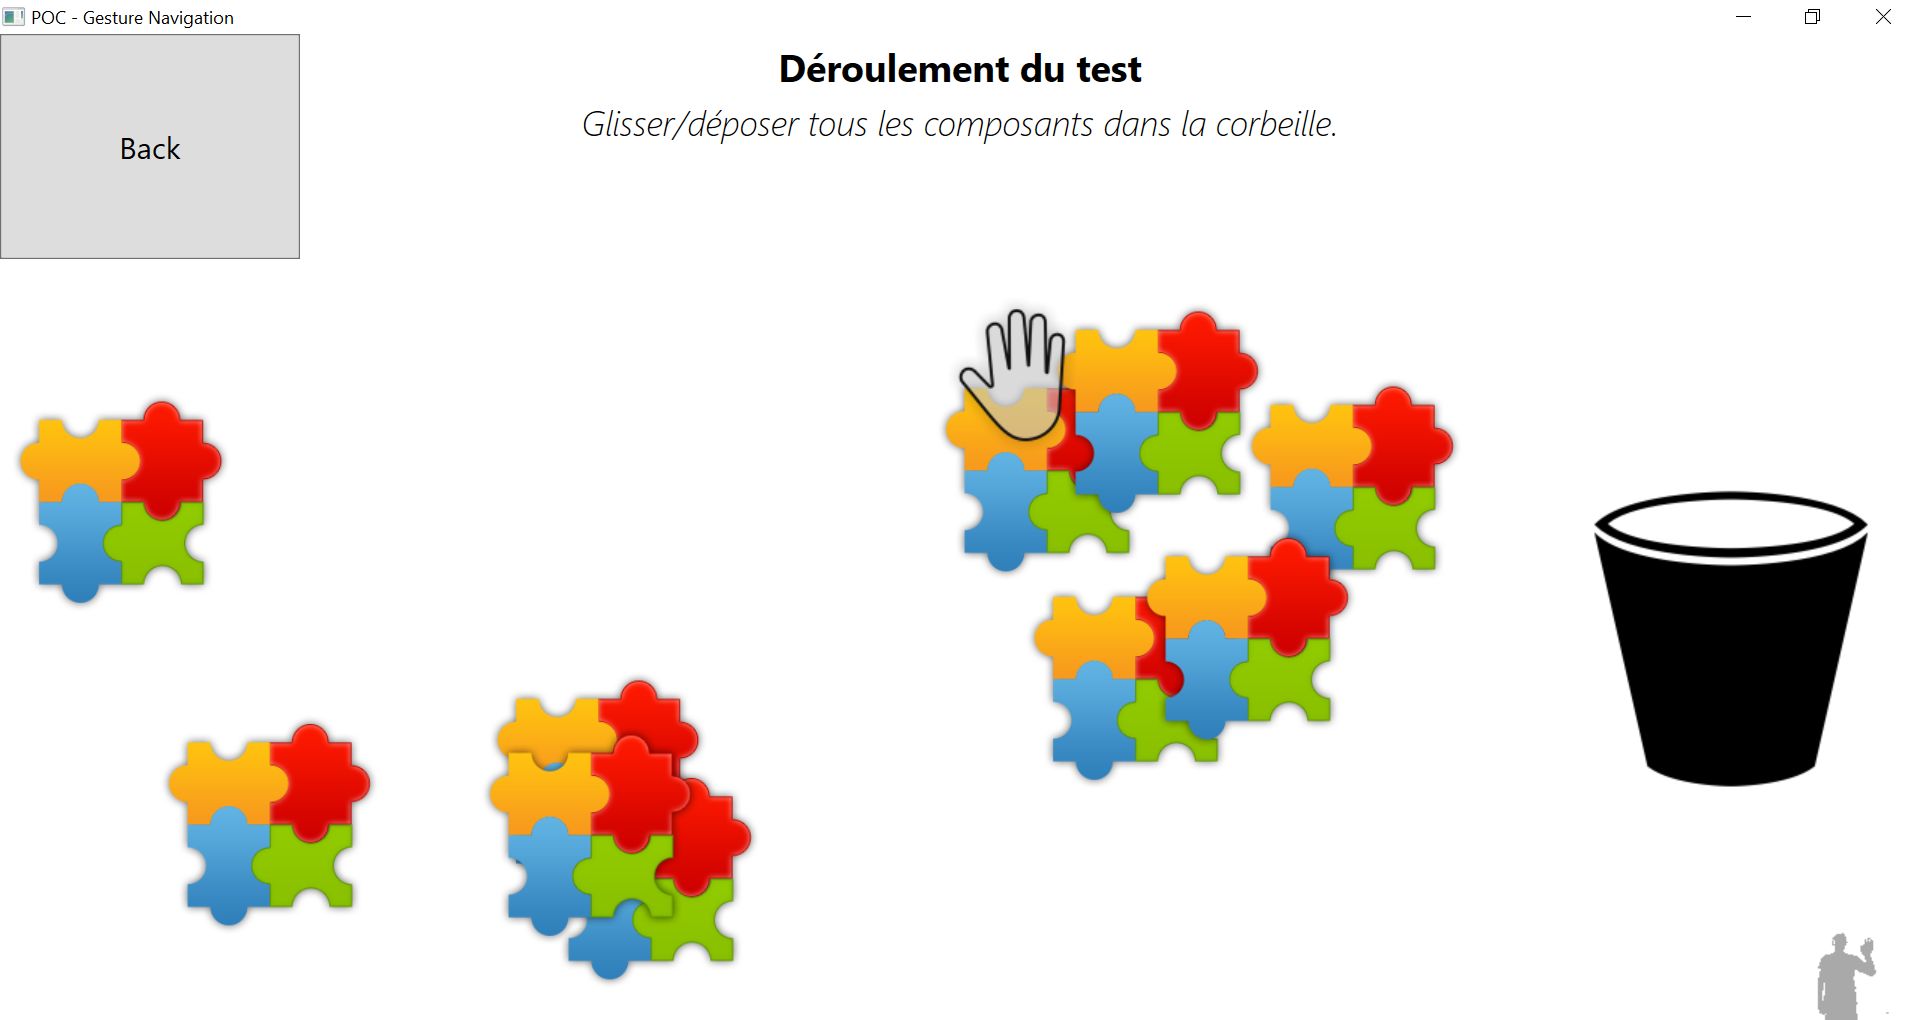 POC - Gesture Navigation
Back
Déroulement du test
Glisser/déposer tous les composants dans la corbeille.